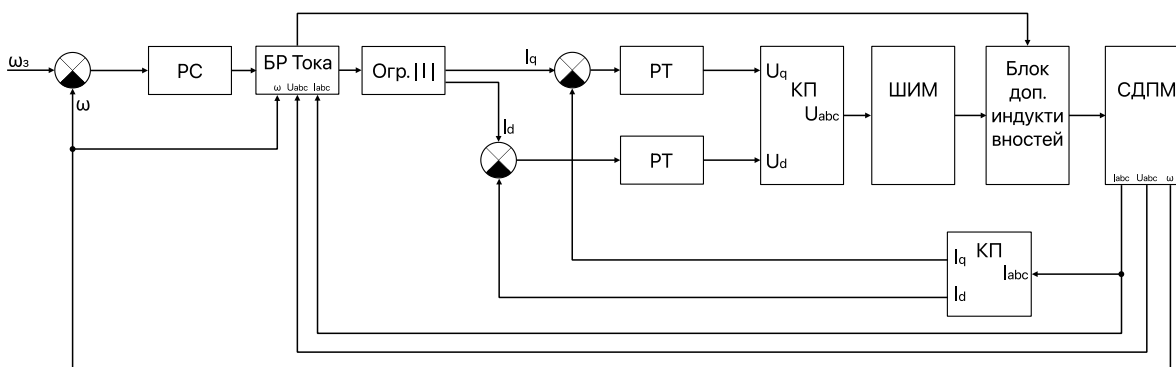 ω₃
ω
РС
БР Тока
ω Uabc Iabc
Огр.|I|
Iq
Id
РТ
РТ
Uq
КП
Uabc
Ud
ШИМ
Блок
доп.
индукти
вностей
СДПМ
Iabc Uabc ω
Iq
КП
Iabc
Id